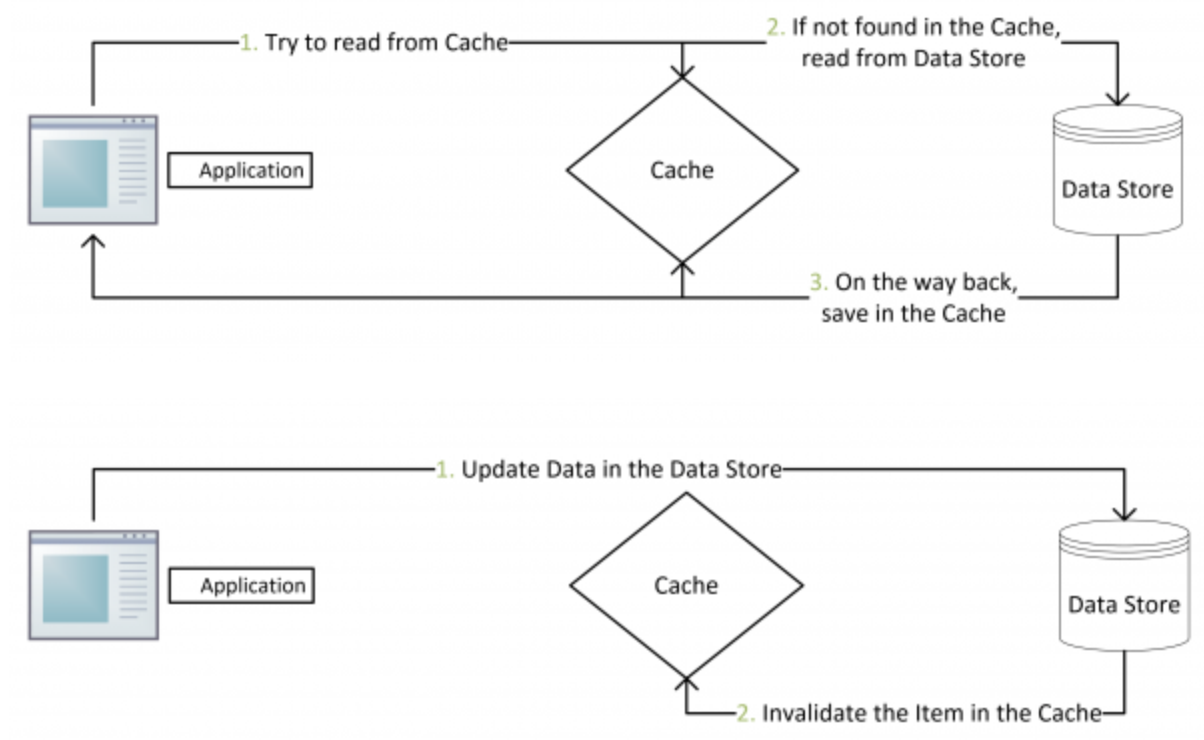 1. Try to read from Cache
2. If not found in the Cache,
read from Data Store
Application
Cache
Data Store
3. On the way back,
save in the Cache
1. Update Data in the Data Store
Application
Cache
Data Store
2. Invalidate the Item in the Cache